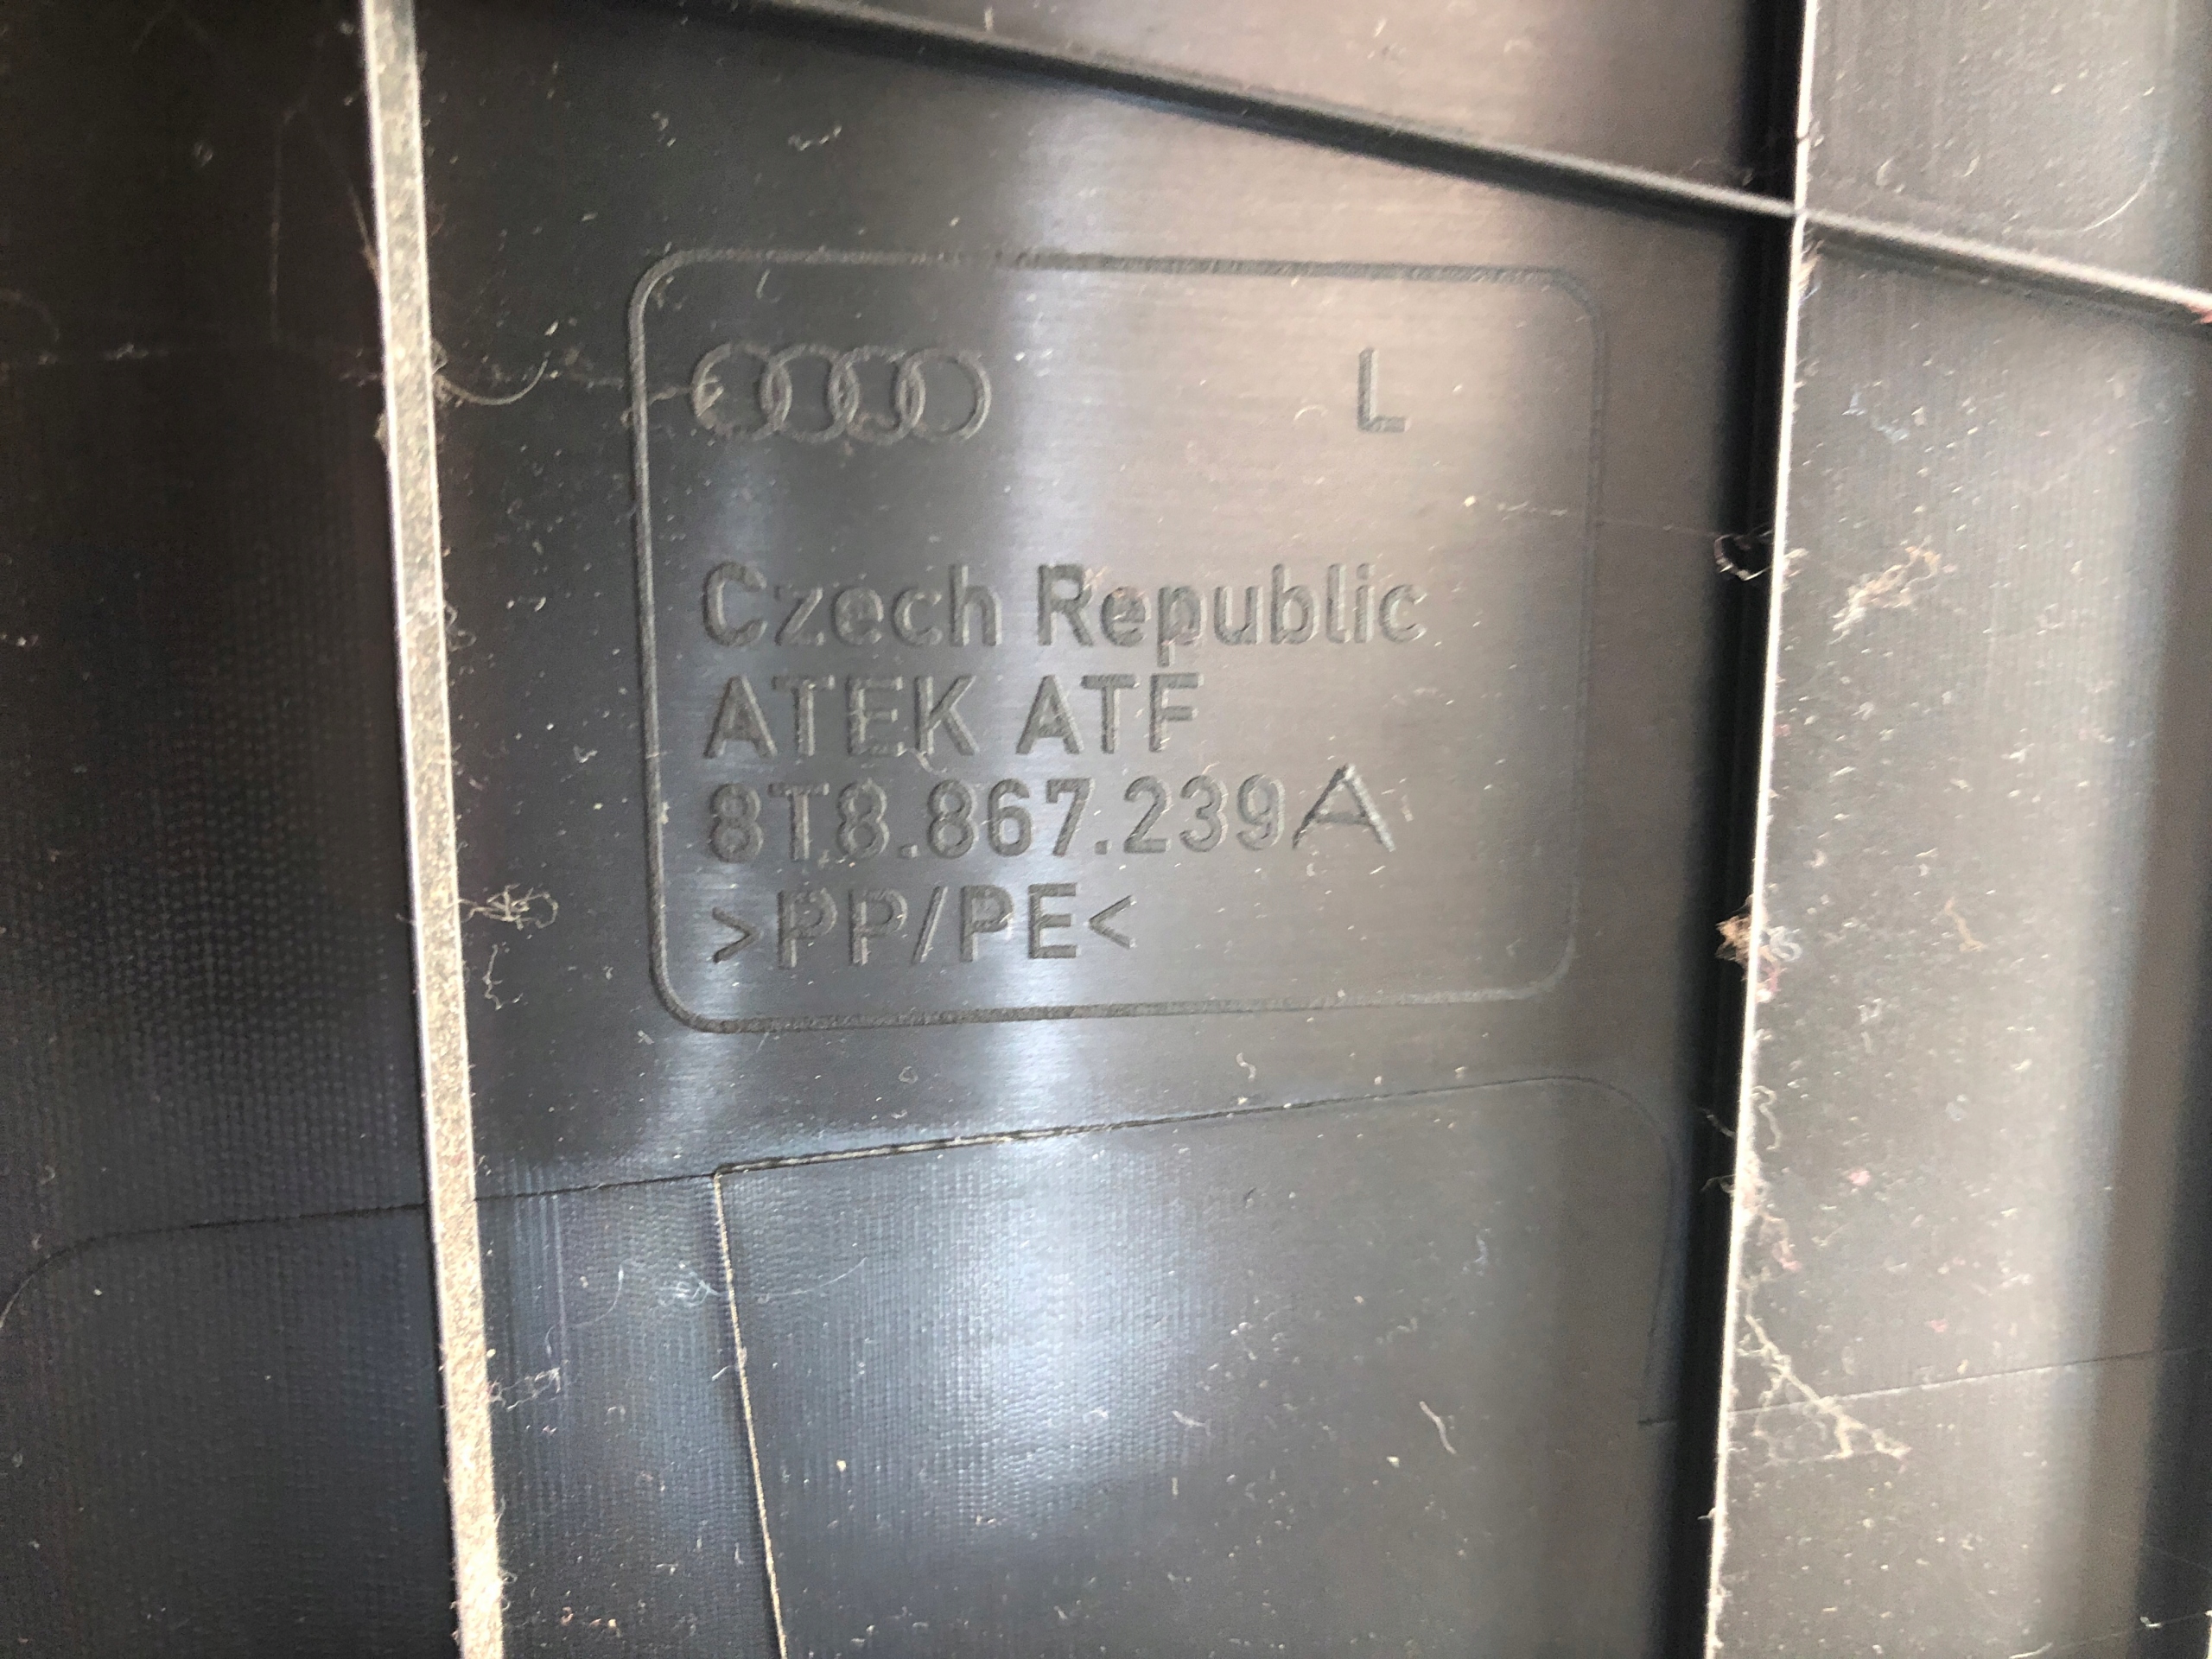 L
Czech Republic
ATEK ATF
8T8.867.239A
>PP/PE<